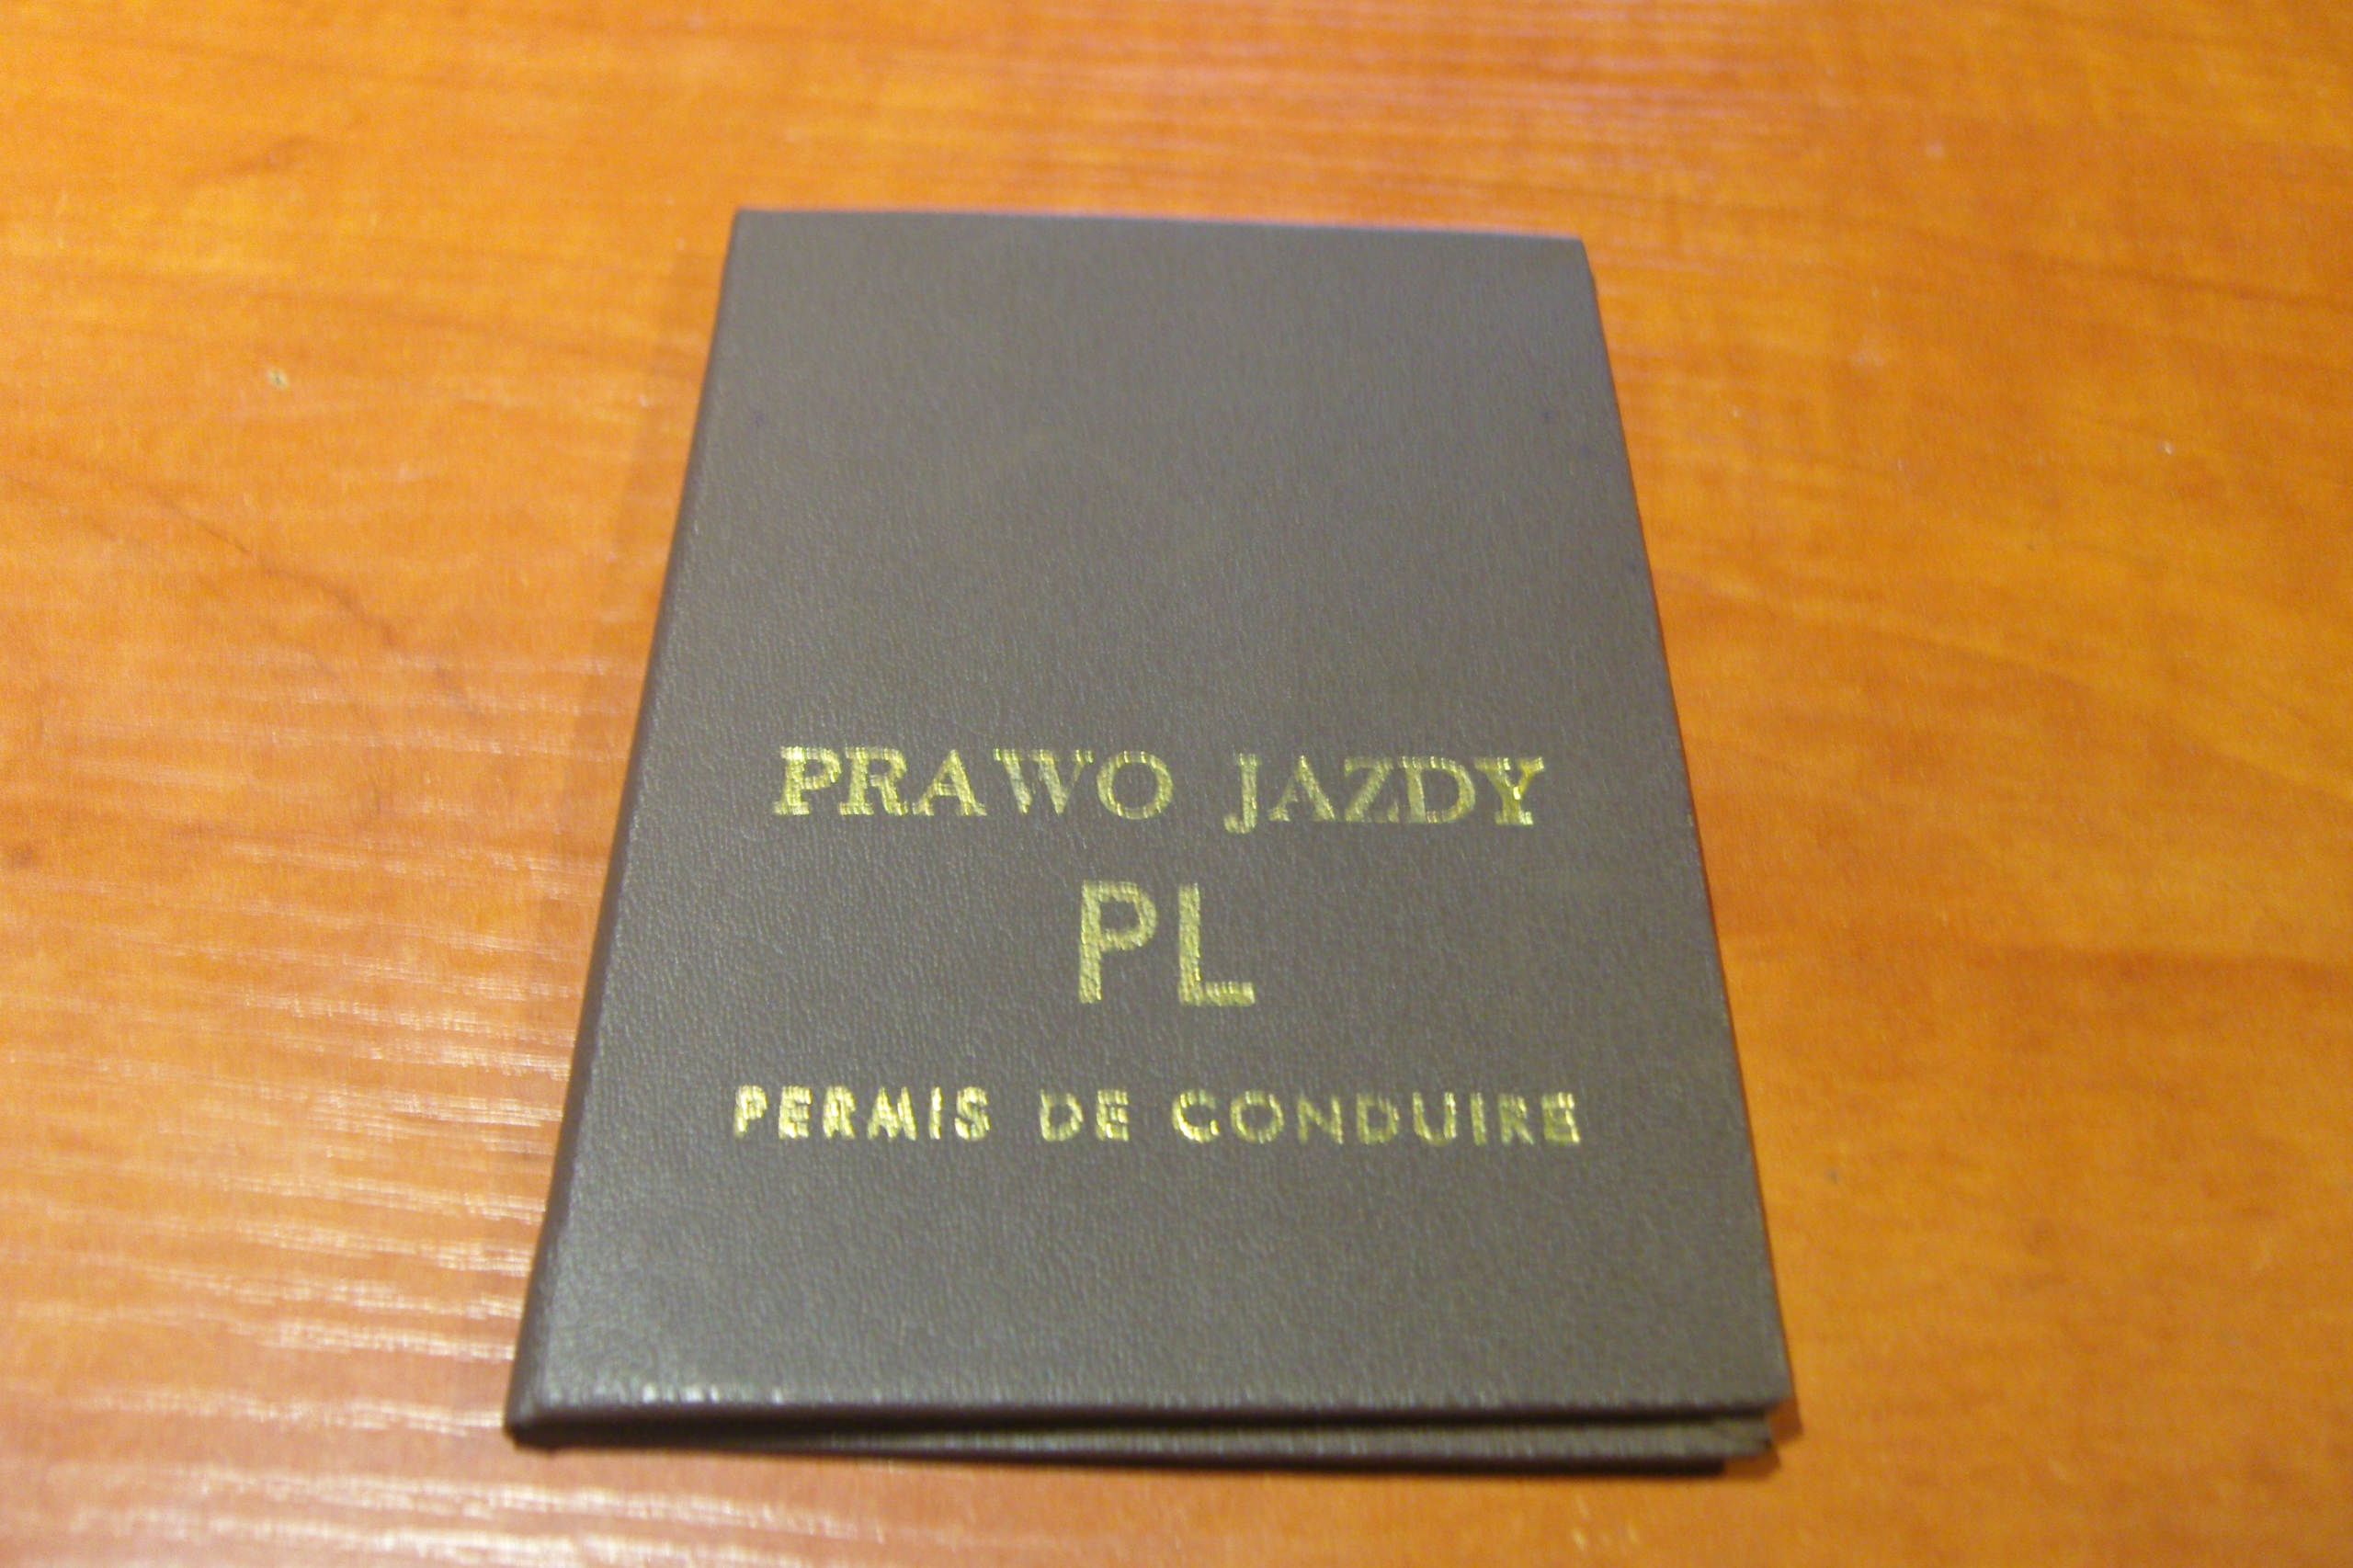 PRAWO JAZDY
PL
PERMIS DE CONDUIRE